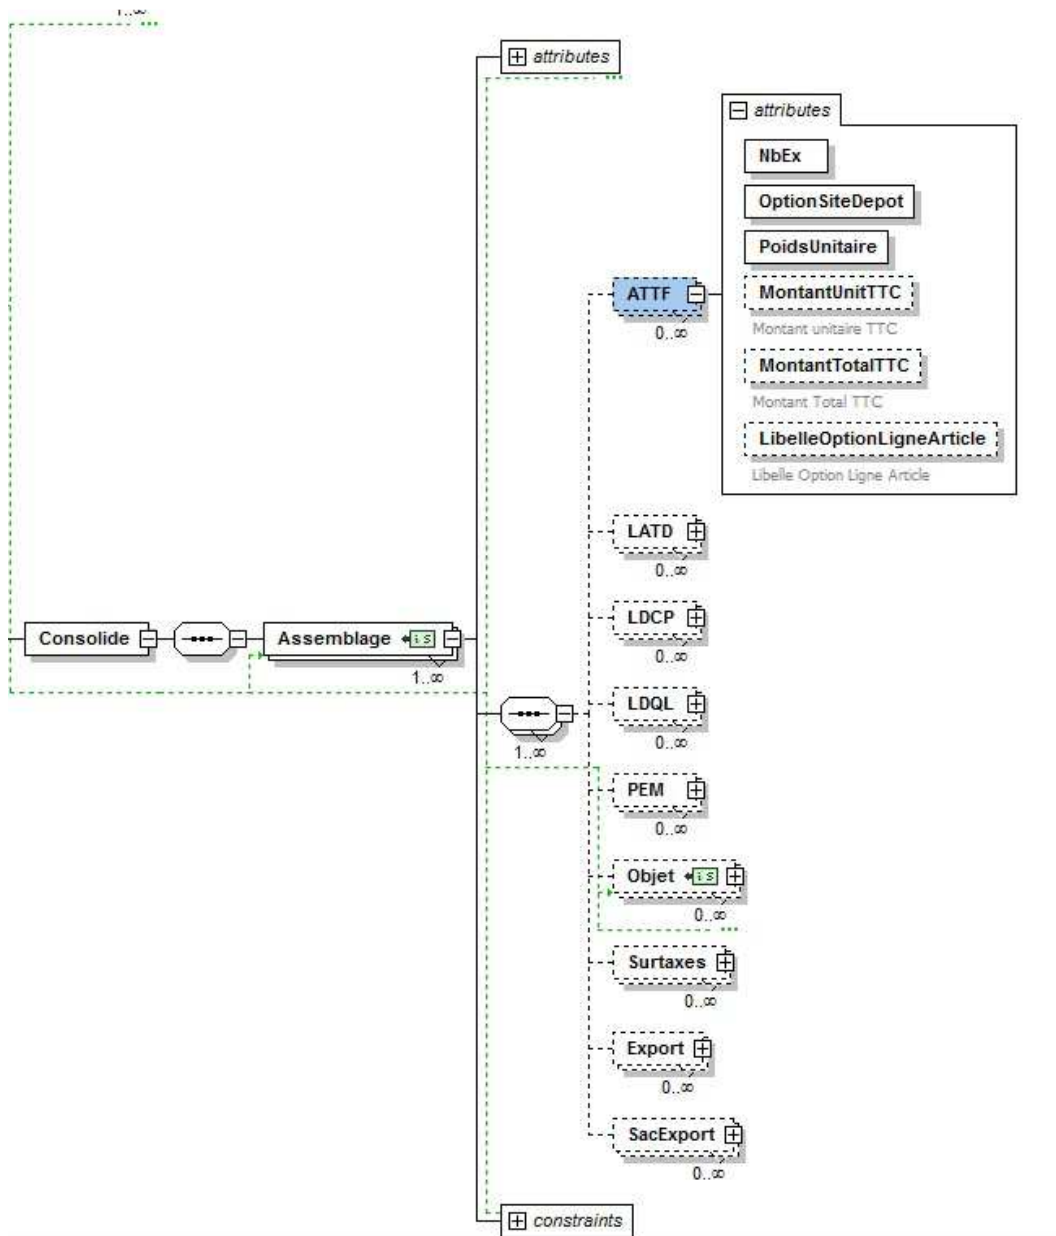 1..∞
attributes
attributes
NbEx
OptionSiteDepot
PoidsUnitaire
ATTF
0..∞
MontantUnitTTC
Montant unitaire TTC
MontantTotalTTC
Montant Total TTC
LibelleOptionLigneArticle
Libelle Option Ligne Article
LATD
0..∞
LDCP
0..∞
Consolide
Assemblage
is
1..∞
LDQL
0..∞
1..∞
PEM
0..∞
Objet
is
0..∞
Surtaxes
0..∞
Export
0..∞
SacExport
0..∞
constraints